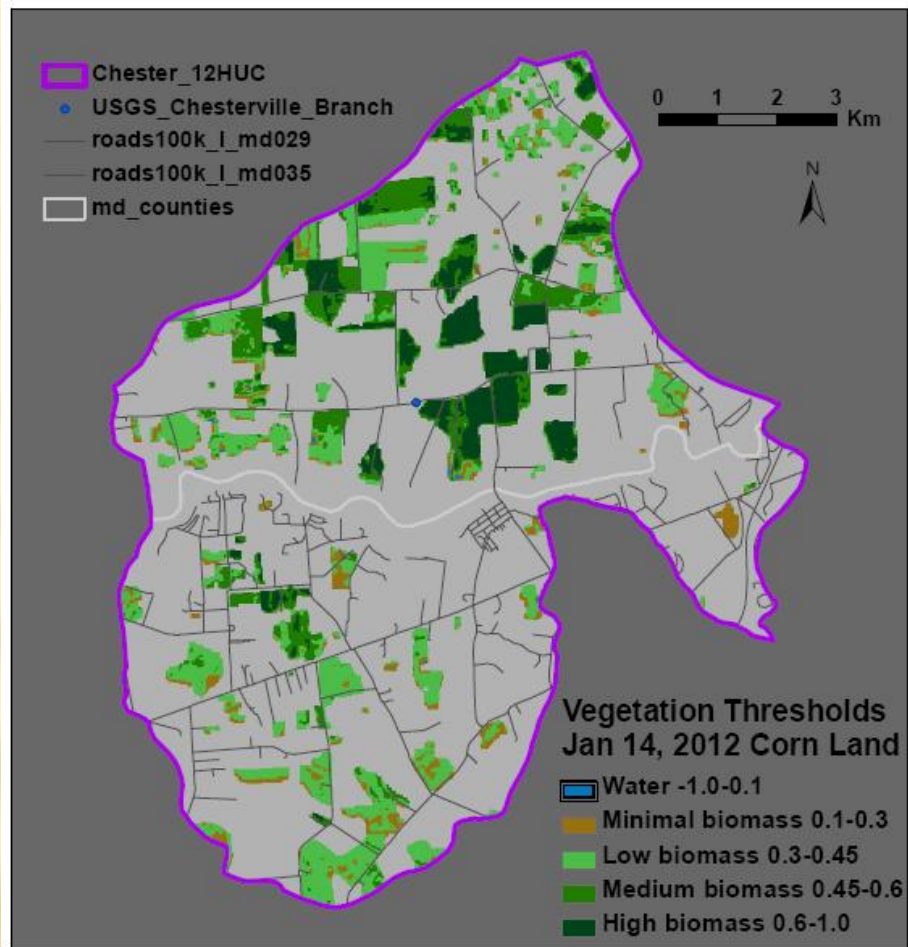 Chester_12HUC
USGS_Chesterville_Branch
roads100k_l_md029
roads100k_l_md035
md_counties
0 1 2 3
Km
N
Vegetation Thresholds
Jan 14, 2012 Corn Land
Water -1.0-0.1
Minimal biomass 0.1-0.3
Low biomass 0.3-0.45
Medium biomass 0.45-0.6
High biomass 0.6-1.0